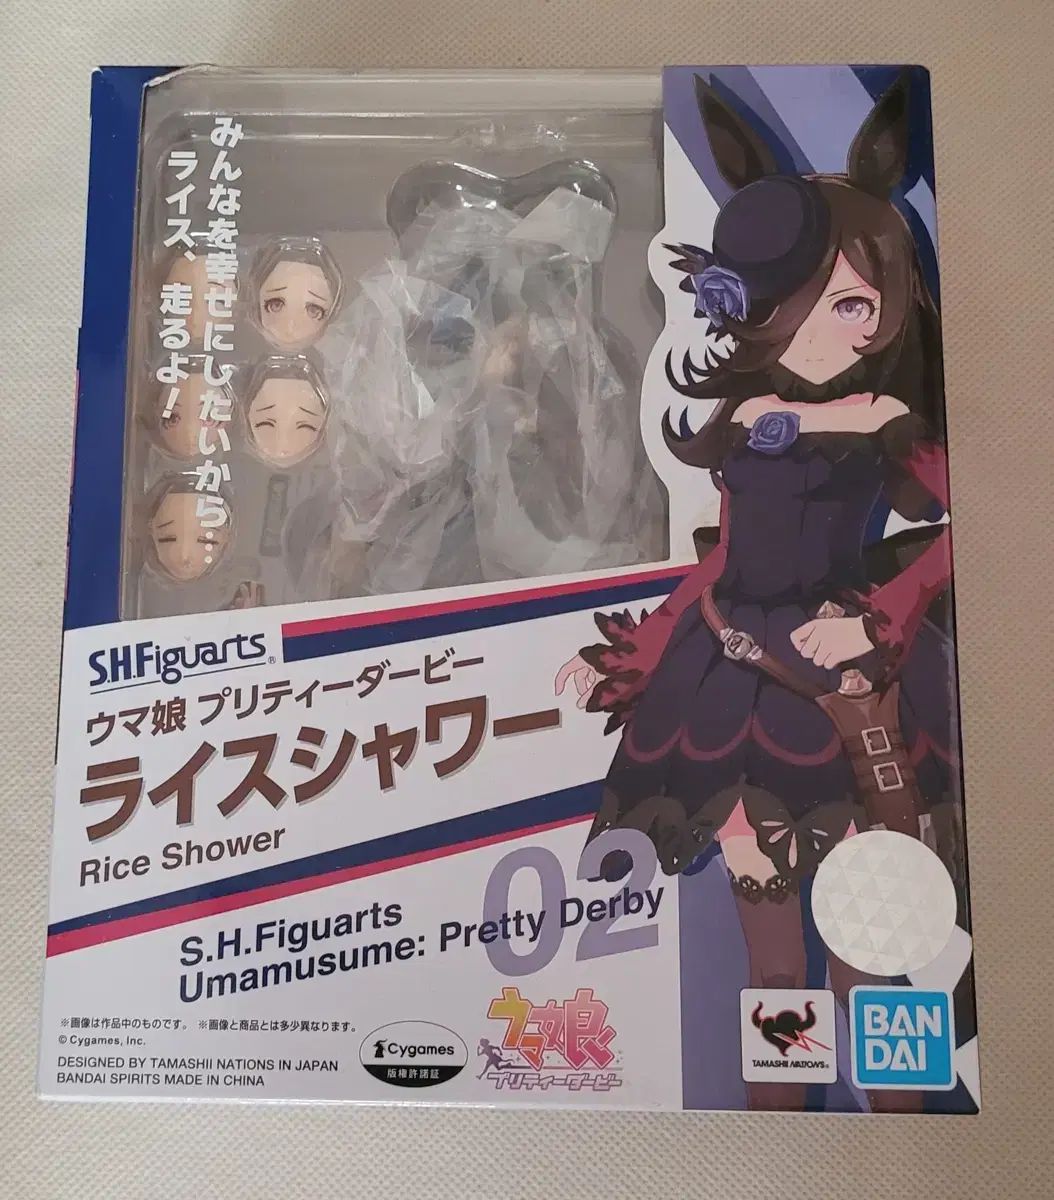 みんなを幸せにしたいから…
ライス、走るよ！
S.H.Figuarts®
ウマ娘 プリティーダービー
ライスシャワー
Rice Shower
02
S.H.Figuarts
Umamusume: Pretty Derby
※画像は作品中のものです。 ※画像と商品とは多少異なります。
© Cygames, Inc.
DESIGNED BY TAMASHII NATIONS IN JAPAN
BANDAI SPIRITS MADE IN CHINA
Cygames
版権許諾証
ウマ娘
プリティーダービー
TAMASHII NATIONS®
BAN
DAI